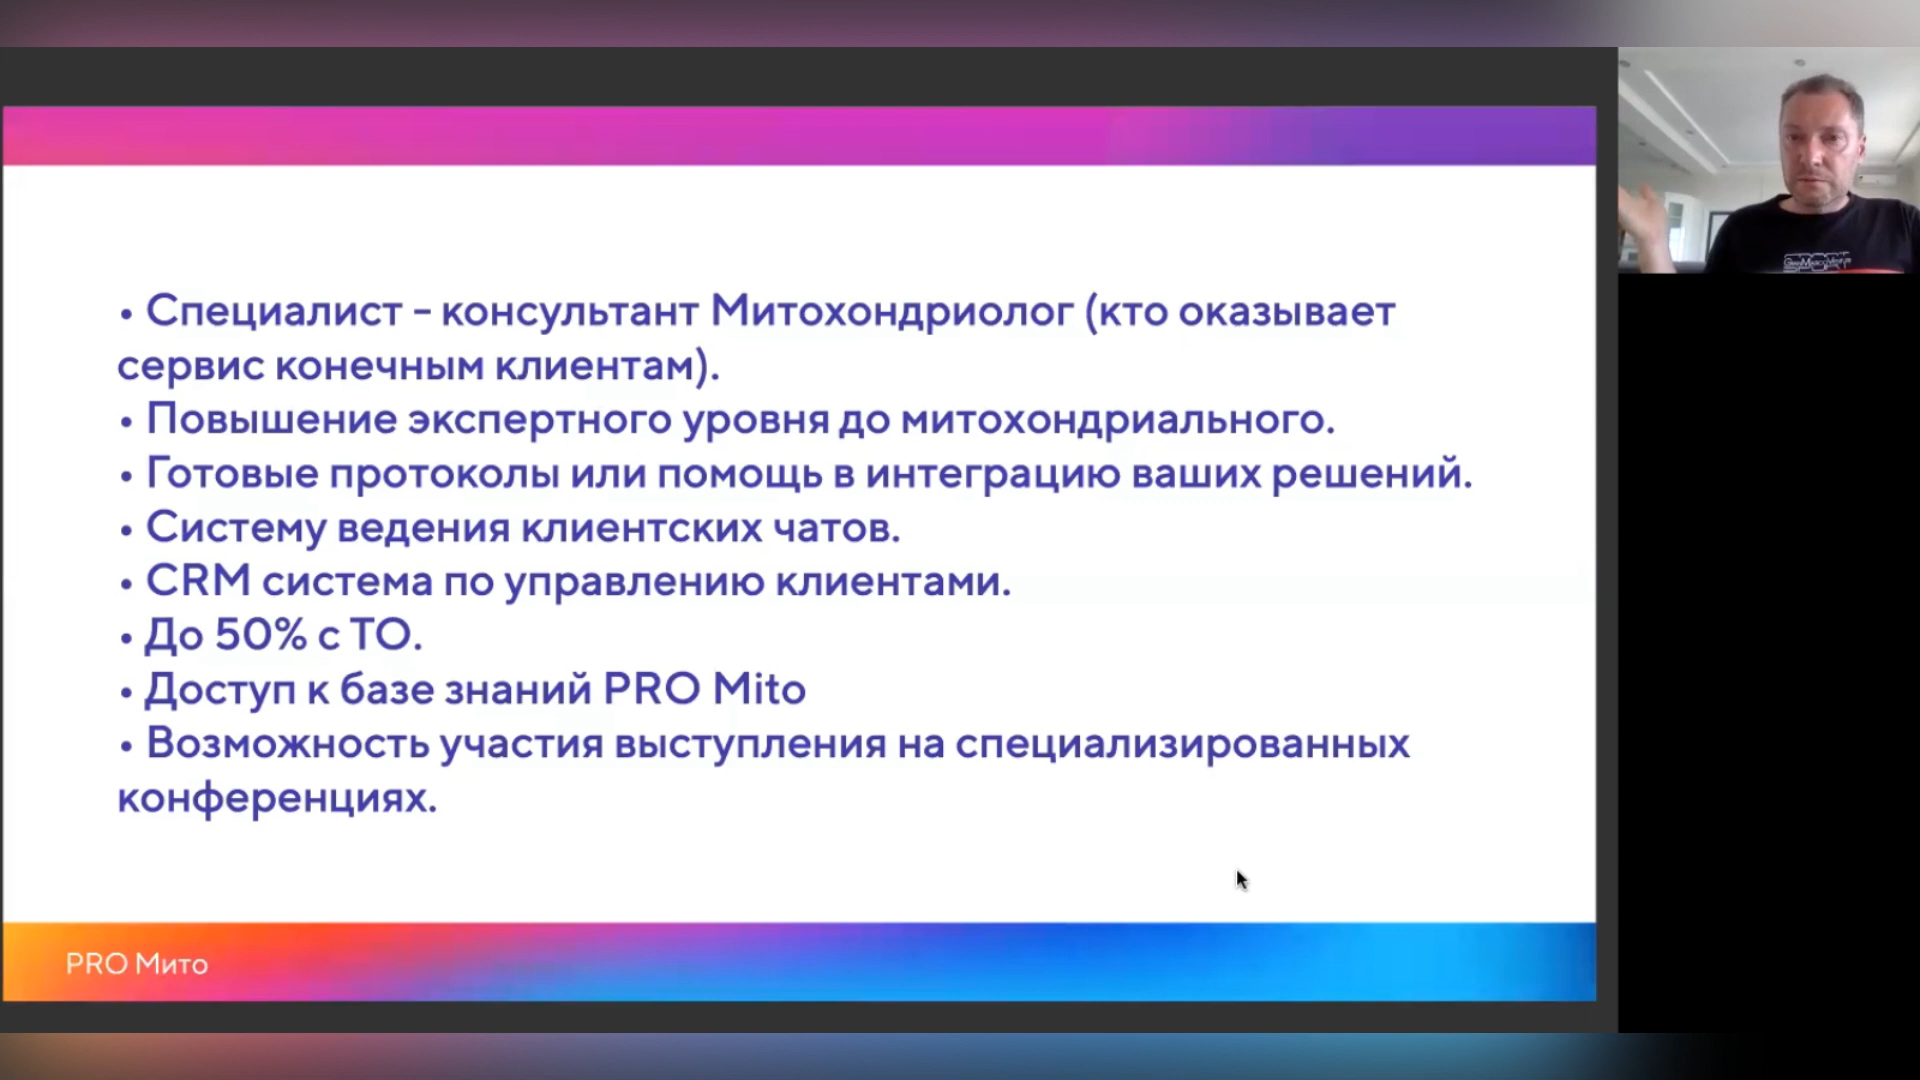 • Специалист - консультант Митохондриолог (кто оказывает
сервис конечным клиентам).
• Повышение экспертного уровня до митохондриального.
• Готовые протоколы или помощь в интеграцию ваших решений.
• Систему ведения клиентских чатов.
• CRM система по управлению клиентами.
• До 50% с ТО.
• Доступ к базе знаний PRO Mito
• Возможность участия выступления на специализированных
конференциях.
PRO Мито